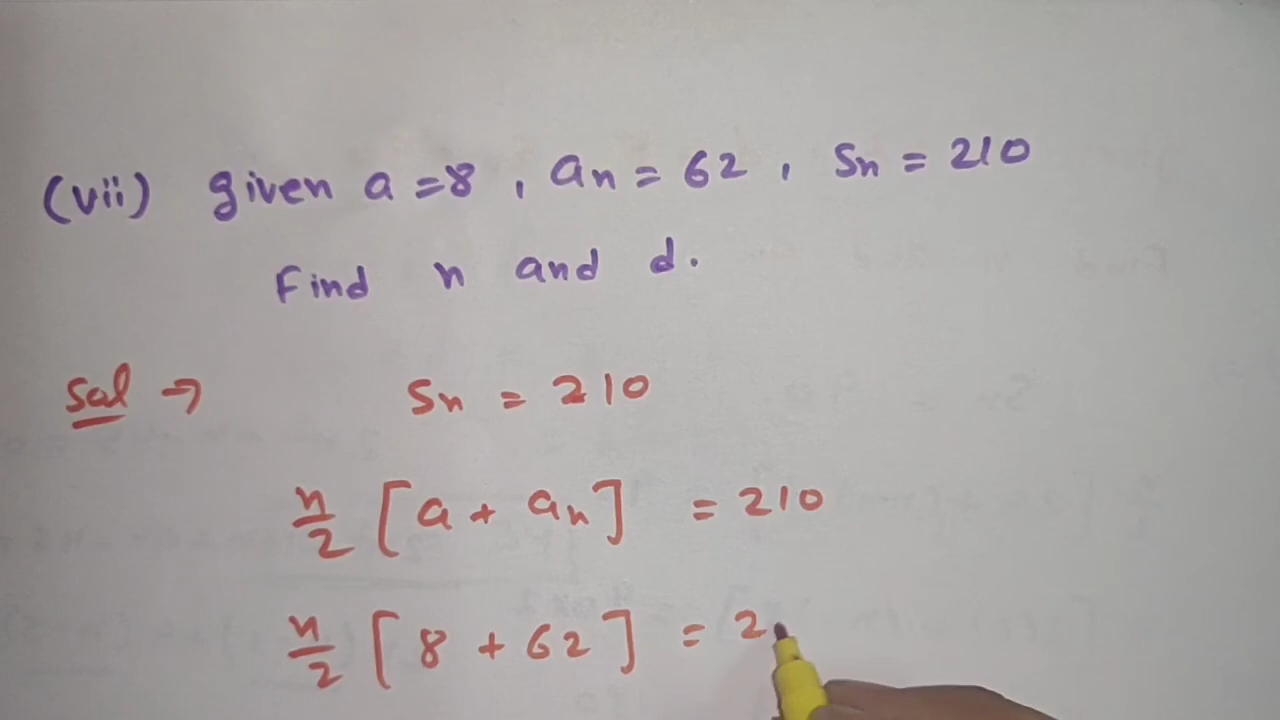 (vii) given a = 8, an = 62, Sn = 210
Find n and d.
Sol → Sn = 210
n/2 [a + an] = 210
n/2 [8 + 62] = 2